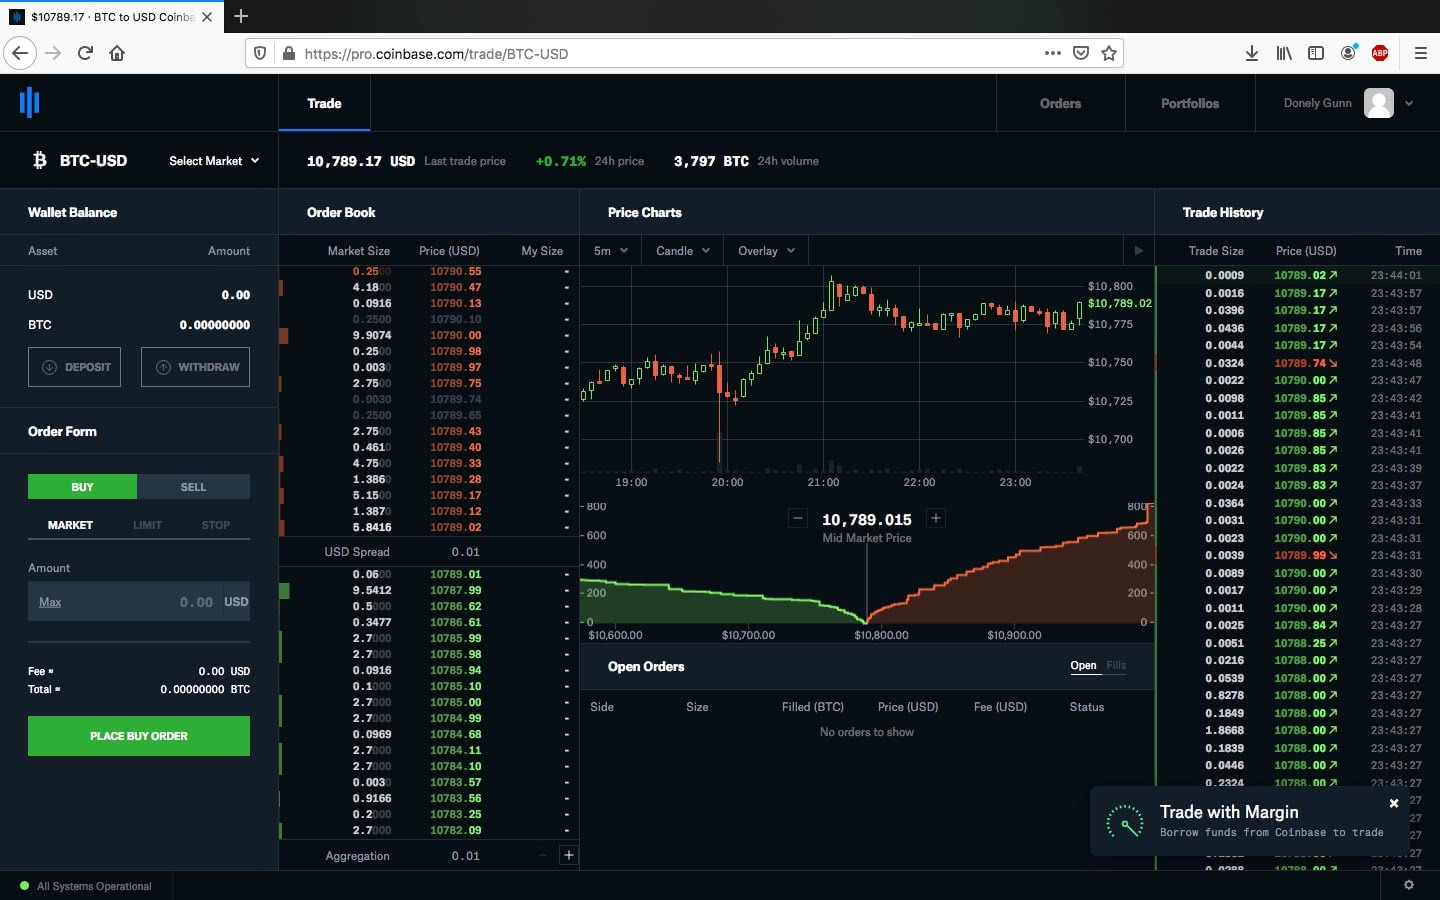 $10789.17 · BTC to USD Coinba
https://pro.coinbase.com/trade/BTC-USD
ABP
Trade
Orders
Portfolios
Donely Gunn
BTC-USD
Select Market
10,789.17 USD Last trade price
+0.71% 24h price
3,797 BTC 24h volume
Wallet Balance
Asset Amount
USD 0.00
BTC 0.00000000
DEPOSIT WITHDRAW
Order Form
BUY SELL
MARKET LIMIT STOP
Amount
Max 0.00 USD
Fee ≈ 0.00 USD
Total ≈ 0.00000000 BTC
PLACE BUY ORDER
Order Book
Market Size Price (USD) My Size
0.2500 10790.55 -
4.1800 10790.47 -
0.0916 10790.13 -
0.2500 10790.10 -
9.9074 10790.00 -
0.2500 10789.98 -
0.0030 10789.97 -
2.7500 10789.75 -
0.0030 10789.74 -
0.2500 10789.65 -
2.7500 10789.43 -
0.4610 10789.40 -
4.7500 10789.33 -
1.3860 10789.28 -
5.1500 10789.17 -
1.3870 10789.12 -
5.8416 10789.02 -
USD Spread 0.01
0.0600 10789.01 -
9.5412 10787.99 -
0.5000 10786.62 -
0.3477 10786.61 -
2.7000 10785.99 -
2.7000 10785.98 -
0.0916 10785.94 -
0.1000 10785.10 -
2.7000 10785.00 -
2.7000 10784.99 -
0.0969 10784.68 -
2.7000 10784.11 -
2.7000 10784.10 -
0.0030 10783.57 -
0.9166 10783.56 -
0.2000 10783.25 -
2.7000 10782.09 -
Aggregation 0.01 - +
Price Charts
5m Candle Overlay
$10,800
$10,789.02
$10,775
$10,750
$10,725
$10,700
19:00 20:00 21:00 22:00 23:00
- 800 800 -
- 600 600 -
- 400 400 -
- 200 200 -
- 0 0 -
− 10,789.015 +
Mid Market Price
$10,600.00 $10,700.00 $10,800.00 $10,900.00
Open Orders
Open Fills
Side Size Filled (BTC) Price (USD) Fee (USD) Status
No orders to show
Trade History
Trade Size Price (USD) Time
0.0009 10789.02↗ 23:44:01
0.0016 10789.17↗ 23:43:57
0.0396 10789.17↗ 23:43:57
0.0436 10789.17↗ 23:43:56
0.0044 10789.17↗ 23:43:54
0.0324 10789.74↘ 23:43:48
0.0022 10790.00↗ 23:43:47
0.0098 10789.85↗ 23:43:42
0.0011 10789.85↗ 23:43:41
0.0006 10789.85↗ 23:43:41
0.0026 10789.85↗ 23:43:41
0.0022 10789.83↗ 23:43:39
0.0024 10789.83↗ 23:43:37
0.0364 10790.00↗ 23:43:33
0.0031 10790.00↗ 23:43:31
0.0023 10790.00↗ 23:43:31
0.0039 10789.99↘ 23:43:31
0.0089 10790.00↗ 23:43:30
0.0017 10790.00↗ 23:43:29
0.0011 10790.00↗ 23:43:28
0.0025 10789.84↗ 23:43:27
0.0051 10788.25↗ 23:43:27
0.0216 10788.00↗ 23:43:27
0.0539 10788.00↗ 23:43:27
0.8278 10788.00↗ 23:43:27
0.1849 10788.00↗ 23:43:27
1.8668 10788.00↗ 23:43:27
0.1839 10788.00↗ 23:43:27
0.0446 10788.00↗ 23:43:27
0.2324 10788.00↗ 23:43:27
Trade with Margin
Borrow funds from Coinbase to trade
All Systems Operational